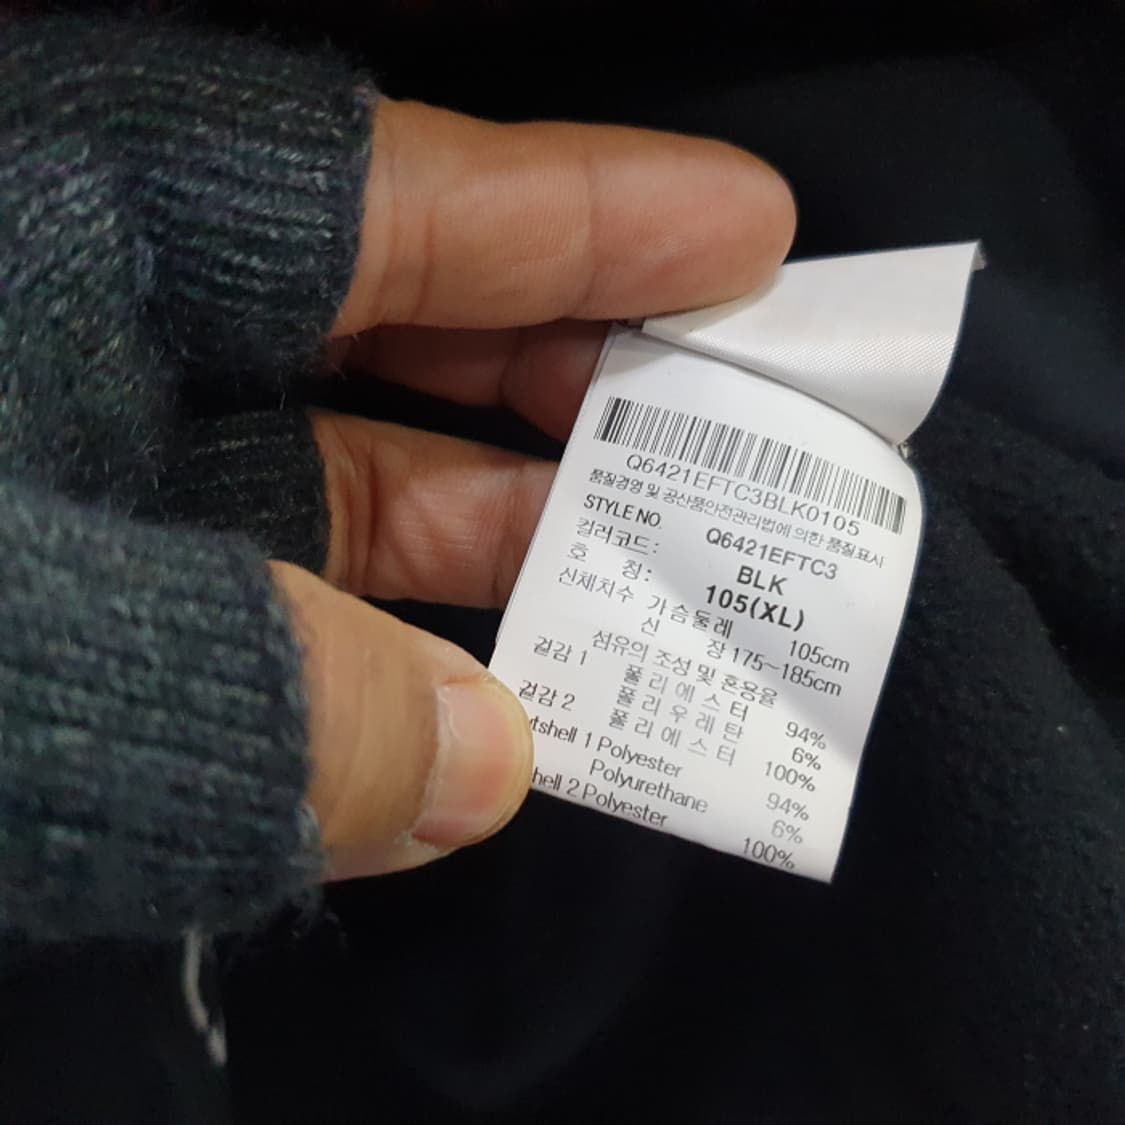 Q6421EFTC3BLK0105
품질경영 및 공산품안전관리법에 의한 품질표시
STYLE NO. Q6421EFTC3
컬러코드: BLK
호 칭: 105(XL)
신체치수 가슴둘레 105cm
신 장 175~185cm
섬유의 조성 및 혼용율
겉감 1 폴리에스터 94%
폴리우레탄 6%
겉감 2 폴리에스터 100%
tshell 1 Polyester 94%
Polyurethane 6%
hell 2 Polyester 100%